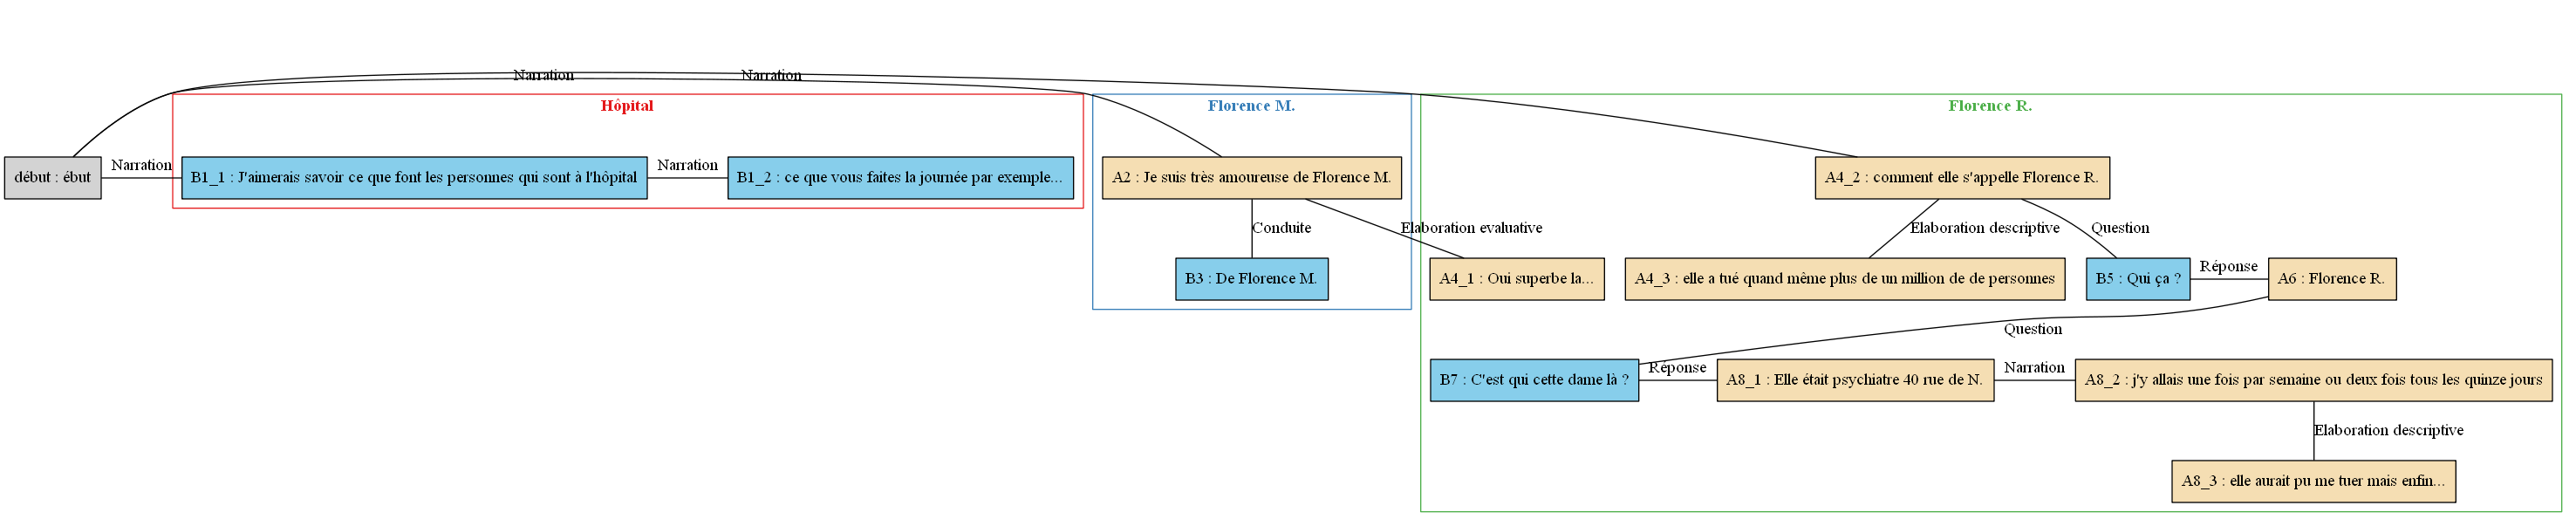 Narration
Narration
Hôpital
Florence M.
Florence R.
début : ébut
Narration
B1_1 : J'aimerais savoir ce que font les personnes qui sont à l'hôpital
Narration
B1_2 : ce que vous faites la journée par exemple...
A2 : Je suis très amoureuse de Florence M.
A4_2 : comment elle s'appelle Florence R.
Conduite
Elaboration evaluative
Elaboration descriptive
Question
B3 : De Florence M.
A4_1 : Oui superbe la...
A4_3 : elle a tué quand même plus de un million de de personnes
B5 : Qui ça ?
Réponse
A6 : Florence R.
Question
B7 : C'est qui cette dame là ?
Réponse
A8_1 : Elle était psychiatre 40 rue de N.
Narration
A8_2 : j'y allais une fois par semaine ou deux fois tous les quinze jours
Elaboration descriptive
A8_3 : elle aurait pu me tuer mais enfin...